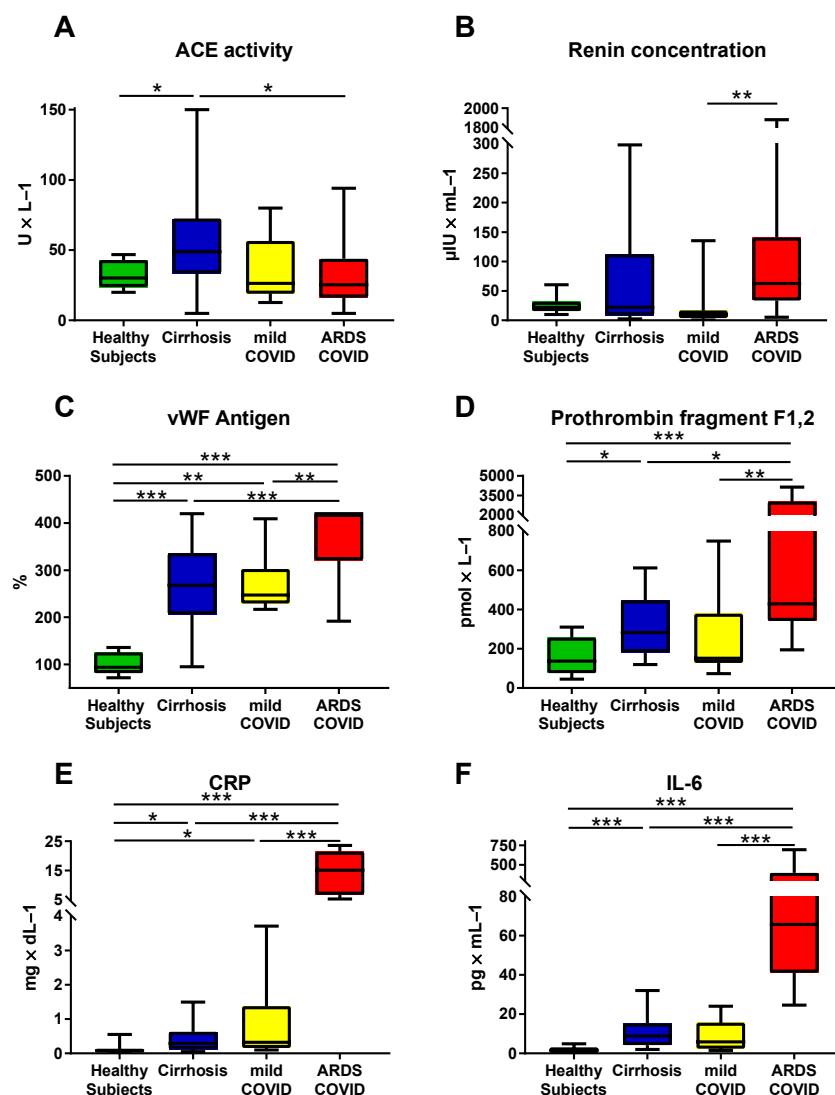 A
ACE activity
* *
150
100
50
0
U × L–1
Healthy Subjects
Cirrhosis
mild COVID
ARDS COVID
B
Renin concentration
**
2000
1800
300
250
200
150
100
50
0
µIU × mL–1
Healthy Subjects
Cirrhosis
mild COVID
ARDS COVID
C
vWF Antigen
***
** **
*** ***
500
400
300
200
100
%
Healthy Subjects
Cirrhosis
mild COVID
ARDS COVID
D
Prothrombin fragment F1,2
***
* *
**
5000
3500
2000
800
600
400
200
0
pmol × L–1
Healthy Subjects
Cirrhosis
mild COVID
ARDS COVID
E
CRP
***
* ***
* ***
25
15
5
4
3
2
1
0
mg × dL–1
Healthy Subjects
Cirrhosis
mild COVID
ARDS COVID
F
IL-6
***
*** ***
***
750
500
80
60
40
20
0
pg × mL–1
Healthy Subjects
Cirrhosis
mild COVID
ARDS COVID